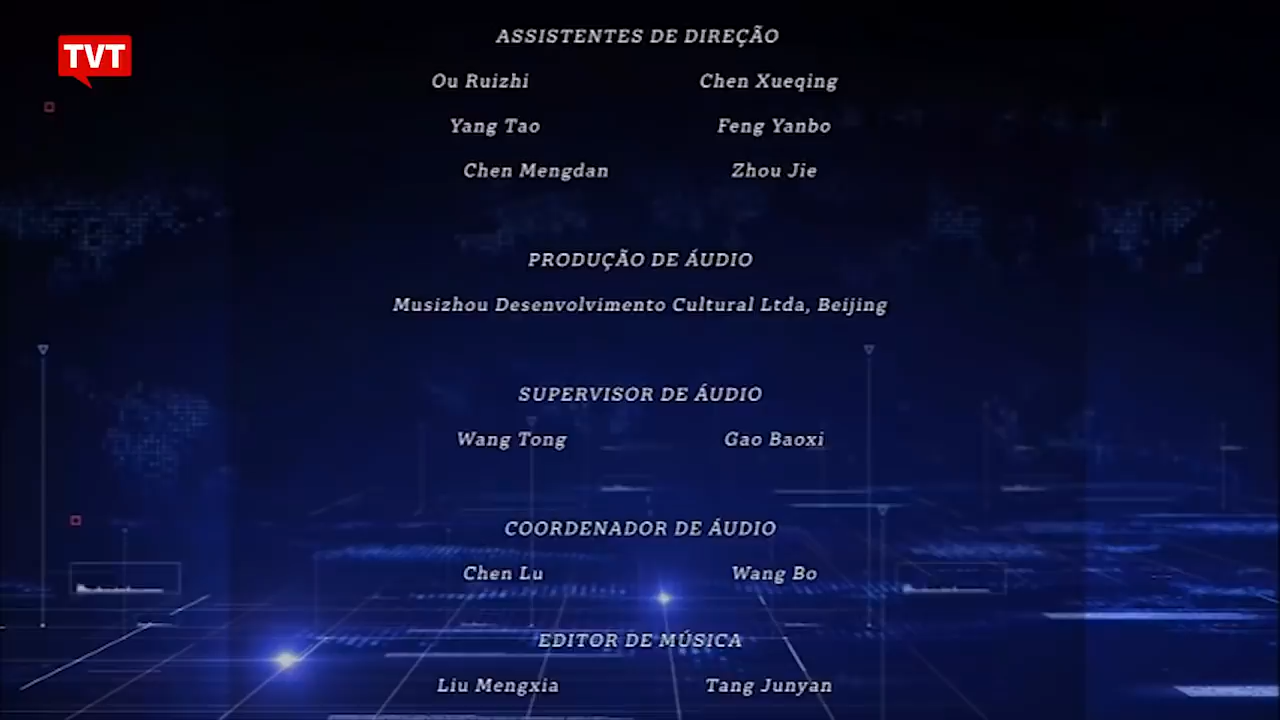 TVT
ASSISTENTES DE DIREÇÃO
Ou Ruizhi Chen Xueqing
Yang Tao Feng Yanbo
Chen Mengdan Zhou Jie
PRODUÇÃO DE ÁUDIO
Musizhou Desenvolvimento Cultural Ltda, Beijing
SUPERVISOR DE ÁUDIO
Wang Tong Gao Baoxi
COORDENADOR DE ÁUDIO
Chen Lu Wang Bo
EDITOR DE MÚSICA
Liu Mengxia Tang Junyan